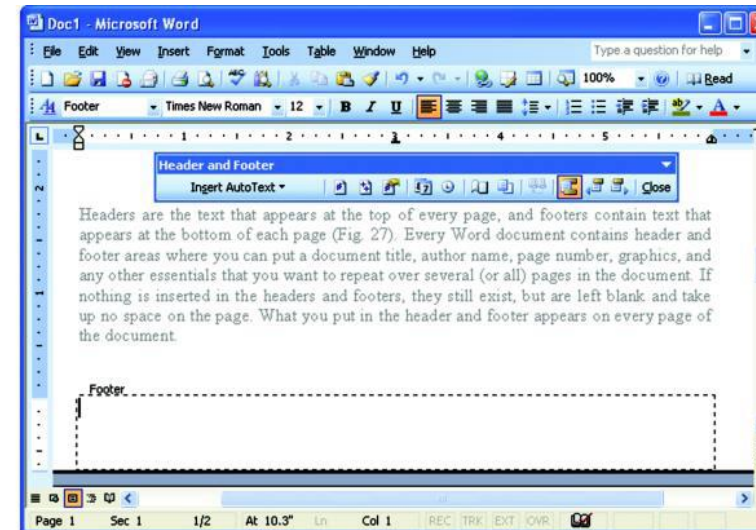 Doc1 - Microsoft Word
File Edit View Insert Format Tools Table Window Help Type a question for help
100% Read
Footer Times New Roman 12 B I U A
1 2 3 4 5
Header and Footer
Insert AutoText Close
Headers are the text that appears at the top of every page, and footers contain text that
appears at the bottom of each page (Fig. 27). Every Word document contains header and
footer areas where you can put a document title, author name, page number, graphics, and
any other essentials that you want to repeat over several (or all) pages in the document. If
nothing is inserted in the headers and footers, they still exist, but are left blank and take
up no space on the page. What you put in the header and footer appears on every page of
the document.
Footer
Page 1 Sec 1 1/2 At 10.3" Ln Col 1 REC TRK EXT OVR